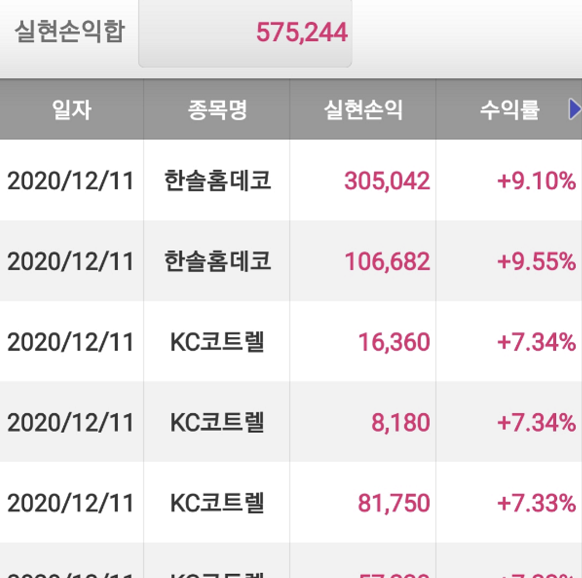 실현손익합 575,244
일자 종목명 실현손익 수익률
2020/12/11 한솔홈데코 305,042 +9.10%
2020/12/11 한솔홈데코 106,682 +9.55%
2020/12/11 KC코트렐 16,360 +7.34%
2020/12/11 KC코트렐 8,180 +7.34%
2020/12/11 KC코트렐 81,750 +7.33%